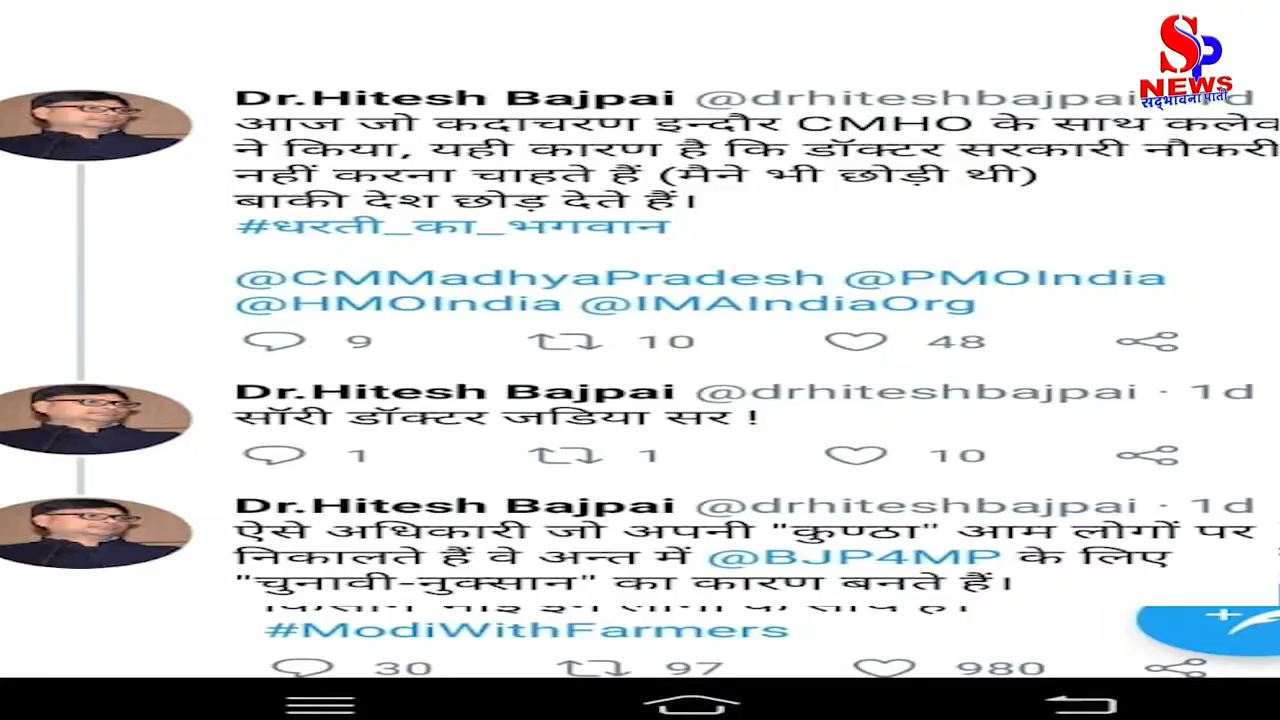 SP
NEWS
सद्भावना पाती
Dr.Hitesh Bajpai @drhiteshbajpai
आज जो कदाचरण इन्दौर CMHO के साथ कलेव
ने किया, यही कारण है कि डॉक्टर सरकारी नौकरी
नहीं करना चाहते हैं (मैने भी छोड़ी थी)
बाकी देश छोड़ देते हैं।
#धरती_का_भगवान
@CMMadhyaPradesh @PMOIndia
@HMOIndia @IMAIndiaOrg
9 10 48
Dr.Hitesh Bajpai @drhiteshbajpai · 1d
सॉरी डॉक्टर जडिया सर !
1 1 10
Dr.Hitesh Bajpai @drhiteshbajpai · 1d
ऐसे अधिकारी जो अपनी "कुण्ठा" आम लोगों पर
निकालते हैं वे अन्त में @BJP4MP के लिए
"चुनावी-नुक्सान" का कारण बनते हैं।
#ModiWithFarmers
30 97 980